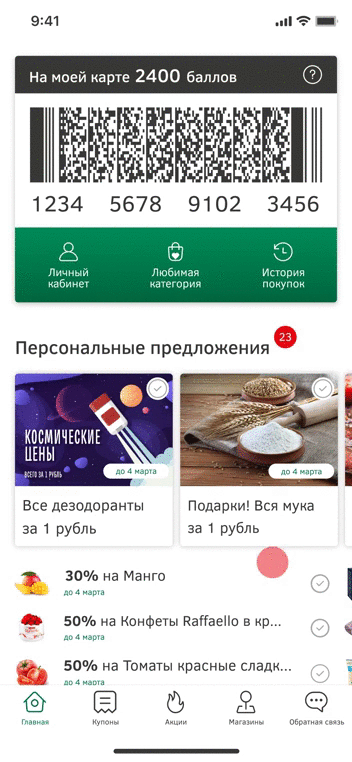 9:41
На моей карте 2400 баллов
?
1234 5678 9102 3456
Личный
кабинет
Любимая
категория
История
покупок
Персональные предложения 23
КОСМИЧЕСКИЕ
ЦЕНЫ
ВСЕГО ЗА 1 РУБЛЬ
до 4 марта
до 4 марта
Все дезодоранты
за 1 рубль
Подарки! Вся мука
за 1 рубль
30% на Манго
до 4 марта
50% на Конфеты Raffaello в кр...
до 4 марта
50% на Томаты красные сладк...
до 4 марта
Главная
Купоны
Акции
Магазины
Обратная связь